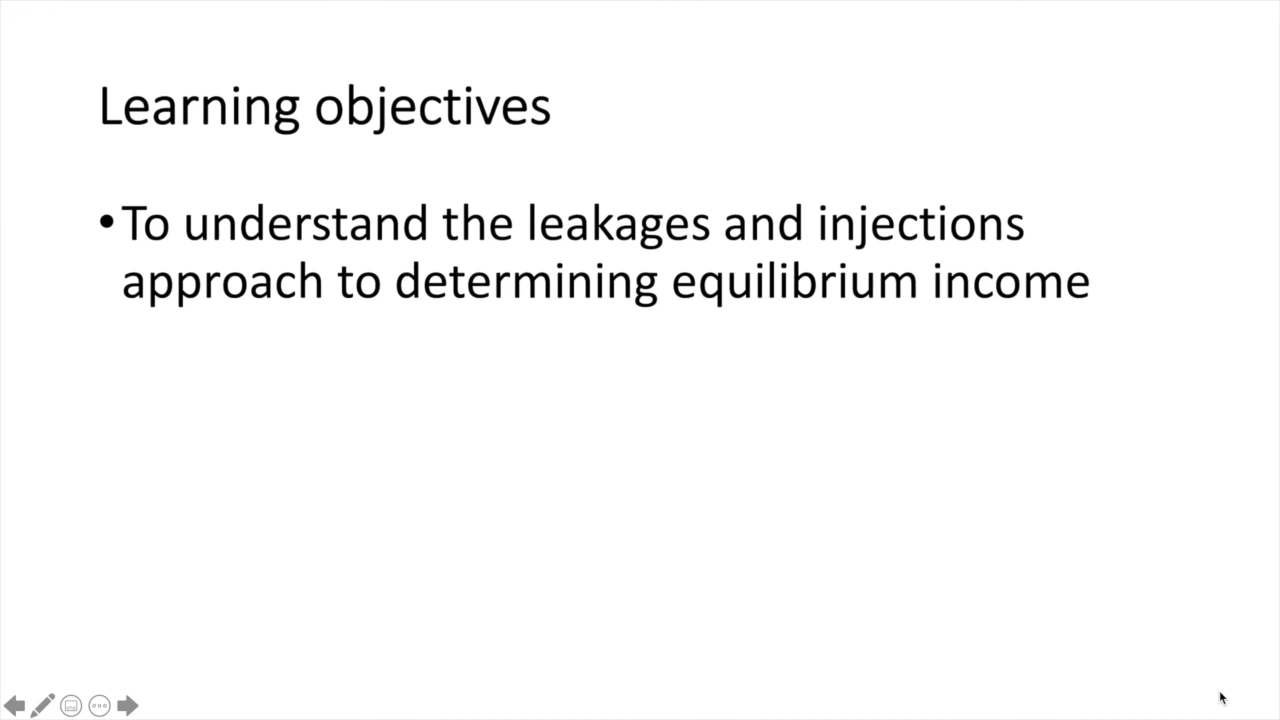 Learning objectives
•To understand the leakages and injections
approach to determining equilibrium income